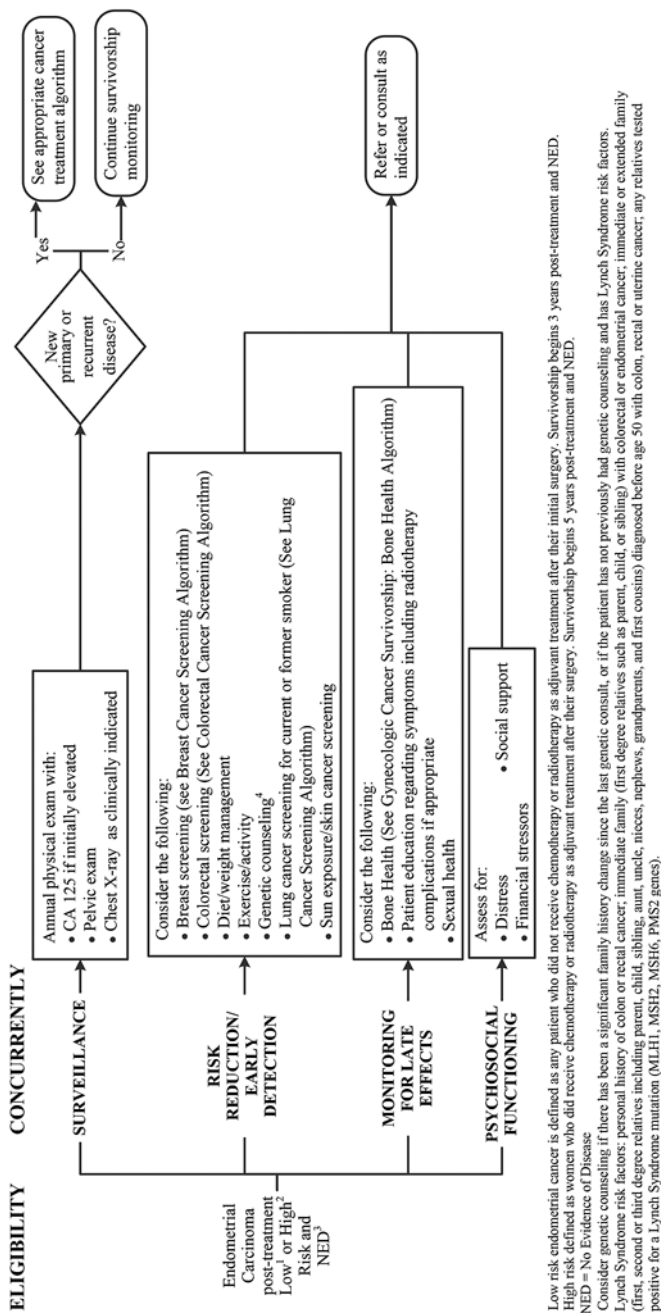 ELIGIBILITY
CONCURRENTLY
Endometrial
Carcinoma
post-treatment
Low1 or High2
Risk and
NED3
SURVEILLANCE
Annual physical exam with:
• CA 125 if initially elevated
• Pelvic exam
• Chest X-ray as clinically indicated
New
primary or
recurrent
disease?
Yes
See appropriate cancer
treatment algorithm
No
Continue survivorship
monitoring
RISK
REDUCTION/
EARLY
DETECTION
Consider the following:
• Breast screening (see Breast Cancer Screening Algorithm)
• Colorectal screening (See Colorectal Cancer Screening Algorithm)
• Diet/weight management
• Exercise/activity
• Genetic counseling4
• Lung cancer screening for current or former smoker (See Lung
Cancer Screening Algorithm)
• Sun exposure/skin cancer screening
MONITORING
FOR LATE
EFFECTS
Consider the following:
• Bone Health (See Gynecologic Cancer Survivorship: Bone Health Algorithm)
• Patient education regarding symptoms including radiotherapy
complications if appropriate
• Sexual health
PSYCHOSOCIAL
FUNCTIONING
Assess for:
• Distress
• Financial stressors
• Social support
Refer or consult as
indicated
Low risk endometrial cancer is defined as any patient who did not receive chemotherapy or radiotherapy as adjuvant treatment after their initial surgery. Survivorship begins 3 years post-treatment and NED.
High risk defined as women who did receive chemotherapy or radiotherapy as adjuvant treatment after their surgery. Survivorhsip begins 5 years post-treatment and NED.
NED = No Evidence of Disease
Consider genetic counseling if there has been a significant family history change since the last genetic consult, or if the patient has not previously had genetic counseling and has Lynch Syndrome risk factors.
Lynch Syndrome risk factors: personal history of colon or rectal cancer; immediate family (first degree relatives such as parent, child, or sibling) with colorectal or endometrial cancer; immediate or extended family
(first, second or third degree relatives including parent, child, sibling, aunt, uncle, nieces, nephews, grandparents, and first cousins) diagnosed before age 50 with colon, rectal or uterine cancer; any relatives tested
positive for a Lynch Syndrome mutation (MLH1, MSH2, MSH6, PMS2 genes).